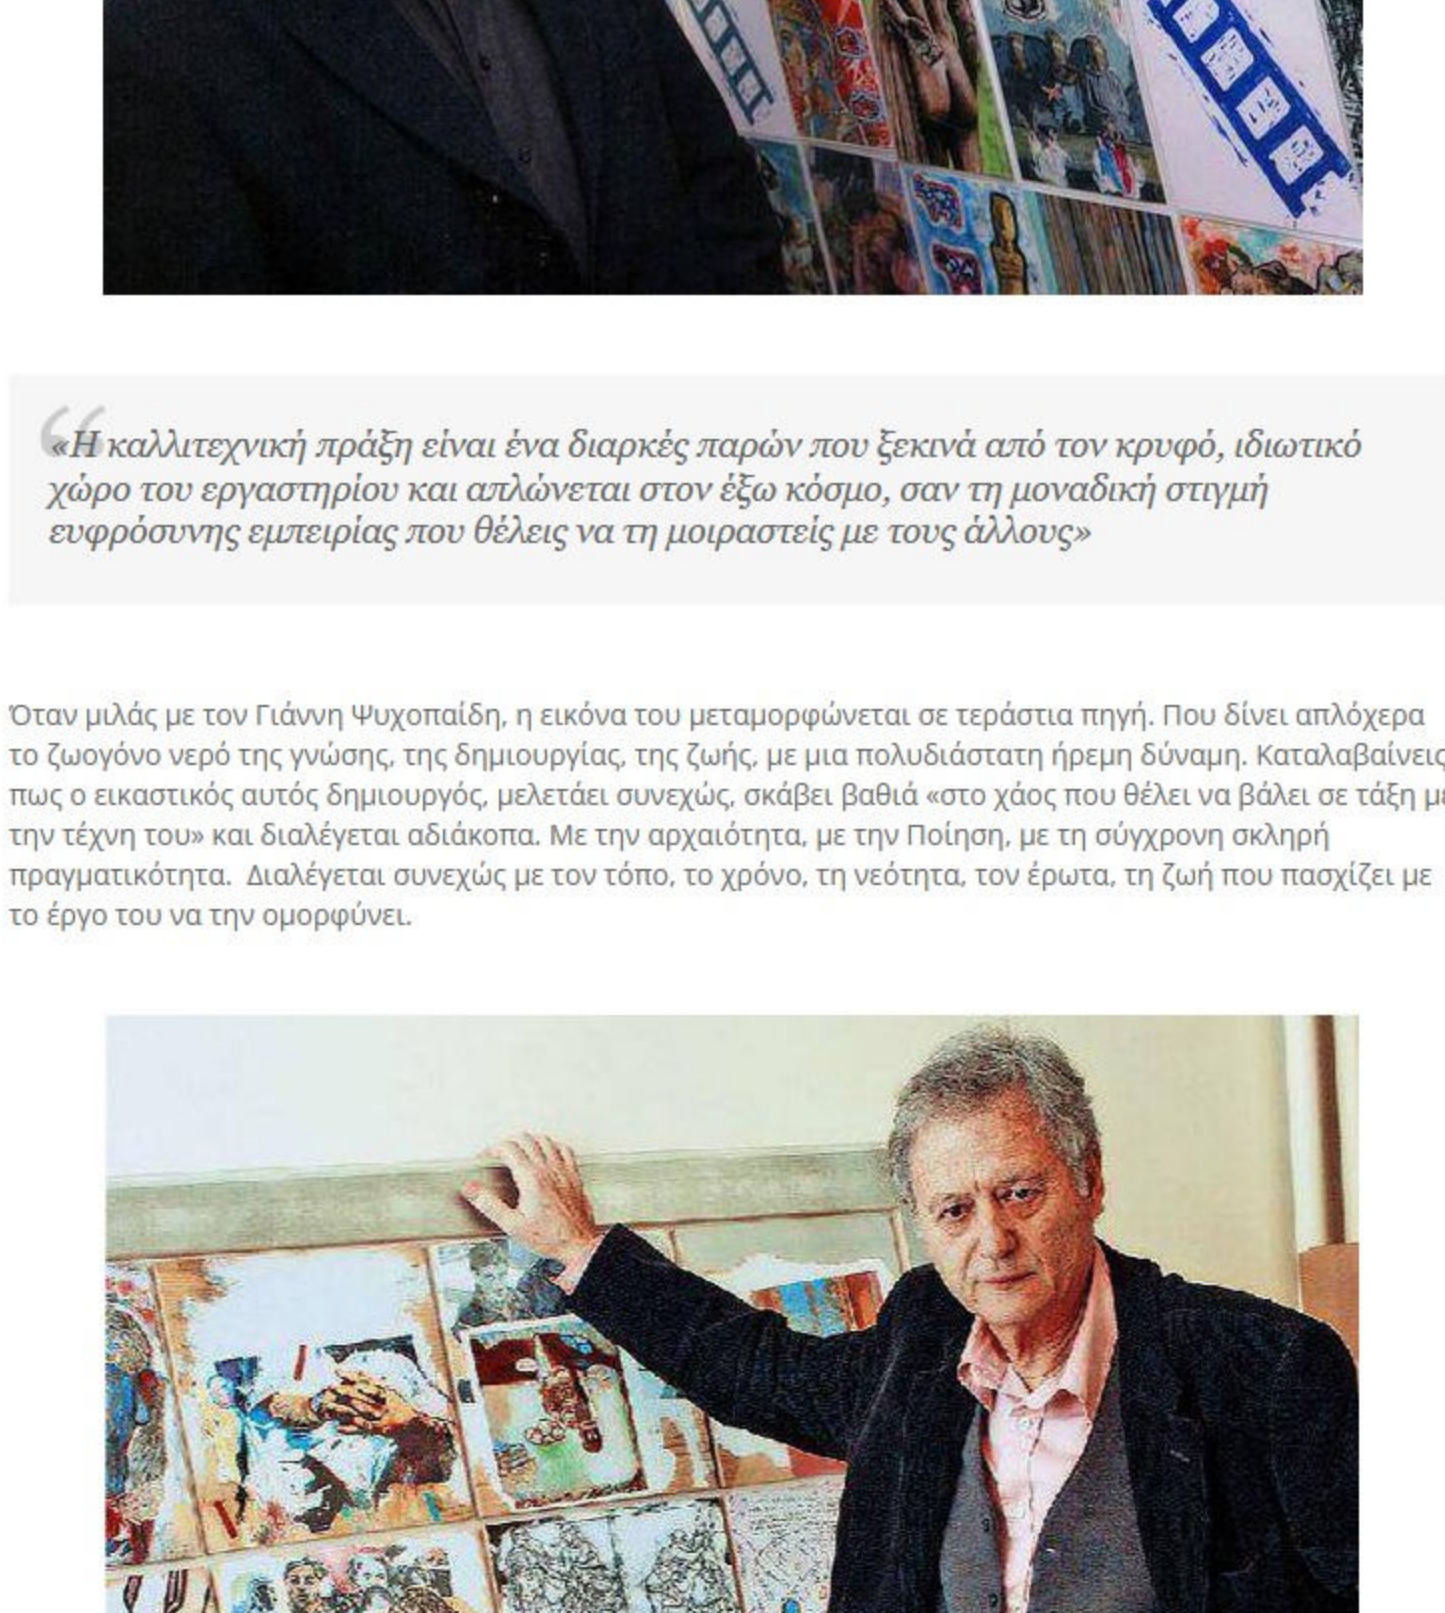 «Η καλλιτεχνική πράξη είναι ένα διαρκές παρών που ξεκινά από τον κρυφό, ιδιωτικό
χώρο του εργαστηρίου και απλώνεται στον έξω κόσμο, σαν τη μοναδική στιγμή
ευφρόσυνης εμπειρίας που θέλεις να τη μοιραστείς με τους άλλους»
Όταν μιλάς με τον Γιάννη Ψυχοπαίδη, η εικόνα του μεταμορφώνεται σε τεράστια πηγή. Που δίνει απλόχερα
το ζωογόνο νερό της γνώσης, της δημιουργίας, της ζωής, με μια πολυδιάστατη ήρεμη δύναμη. Καταλαβαίνεις
πως ο εικαστικός αυτός δημιουργός, μελετάει συνεχώς, σκάβει βαθιά «στο χάος που θέλει να βάλει σε τάξη με
την τέχνη του» και διαλέγεται αδιάκοπα. Με την αρχαιότητα, με την Ποίηση, με τη σύγχρονη σκληρή
πραγματικότητα.  Διαλέγεται συνεχώς με τον τόπο, το χρόνο, τη νεότητα, τον έρωτα, τη ζωή που πασχίζει με
το έργο του να την ομορφύνει.